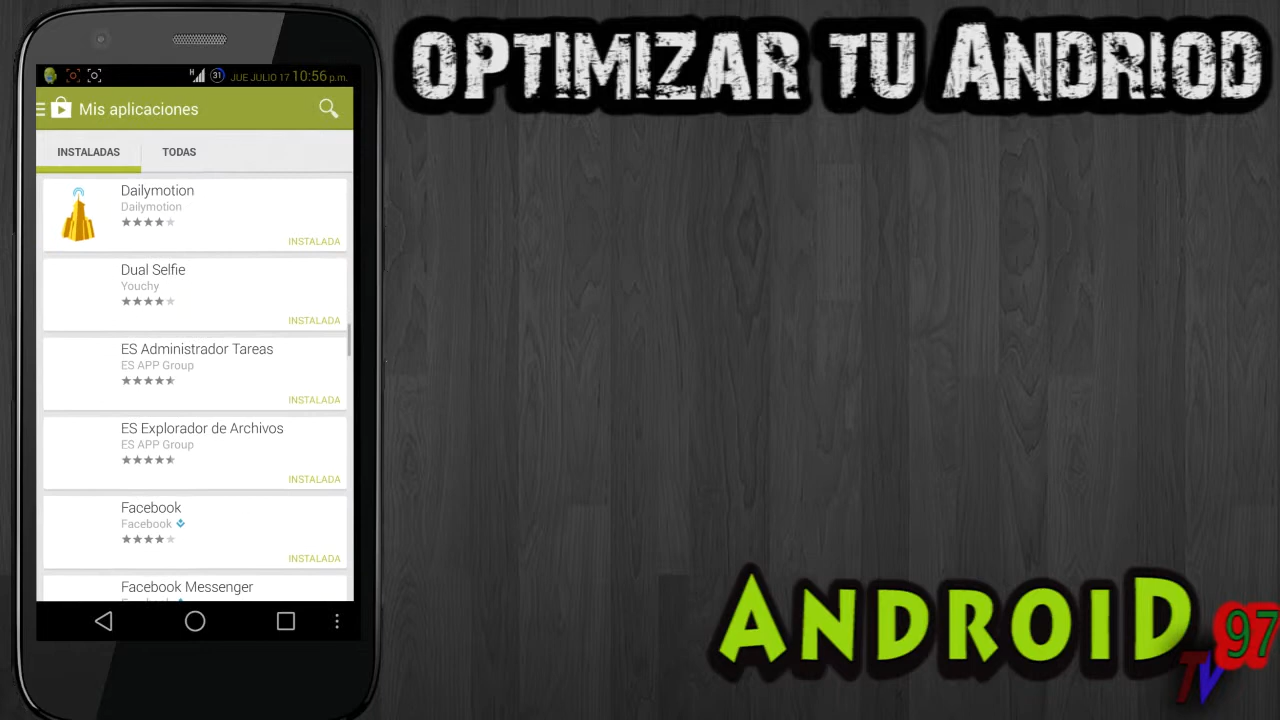 OPTIMIZAR TU ANDRIOD
H 31 JUE JULIO 17 10:56 p.m.
Mis aplicaciones
INSTALADAS TODAS
Dailymotion
Dailymotion
INSTALADA
Dual Selfie
Youchy
INSTALADA
ES Administrador Tareas
ES APP Group
INSTALADA
ES Explorador de Archivos
ES APP Group
INSTALADA
Facebook
Facebook
INSTALADA
Facebook Messenger
ANDROID
TV 97